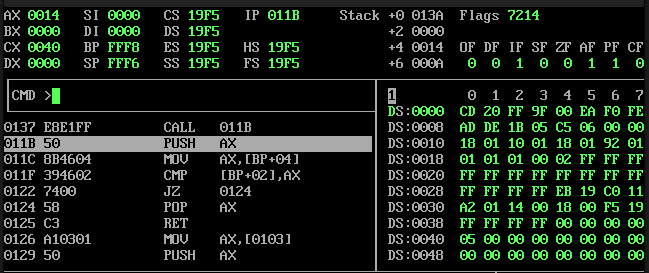 AX 0014 SI 0000 CS 19F5 IP 011B Stack +0 013A Flags 7214
BX 0000 DI 0000 DS 19F5 +2 0000
CX 0040 BP FFF8 ES 19F5 HS 19F5 +4 0014 OF DF IF SF ZF AF PF CF
DX 0000 SP FFF6 SS 19F5 FS 19F5 +6 000A 0 0 1 0 0 1 1 0
CMD >
1 0 1 2 3 4 5 6 7
DS:0000 CD 20 FF 9F 00 EA F0 FE
0137 E8E1FF CALL 011B DS:0008 AD DE 1B 05 C5 06 00 00
011B 50 PUSH AX DS:0010 18 01 10 01 18 01 92 01
011C 8B4604 MOV AX,[BP+04] DS:0018 01 01 01 00 02 FF FF FF
011F 394602 CMP [BP+02],AX DS:0020 FF FF FF FF FF FF FF FF
0122 7400 JZ 0124 DS:0028 FF FF FF FF EB 19 C0 11
0124 58 POP AX DS:0030 A2 01 14 00 18 00 F5 19
0125 C3 RET DS:0038 FF FF FF FF 00 00 00 00
0126 A10301 MOV AX,[0103] DS:0040 05 00 00 00 00 00 00 00
0129 50 PUSH AX DS:0048 00 00 00 00 00 00 00 00